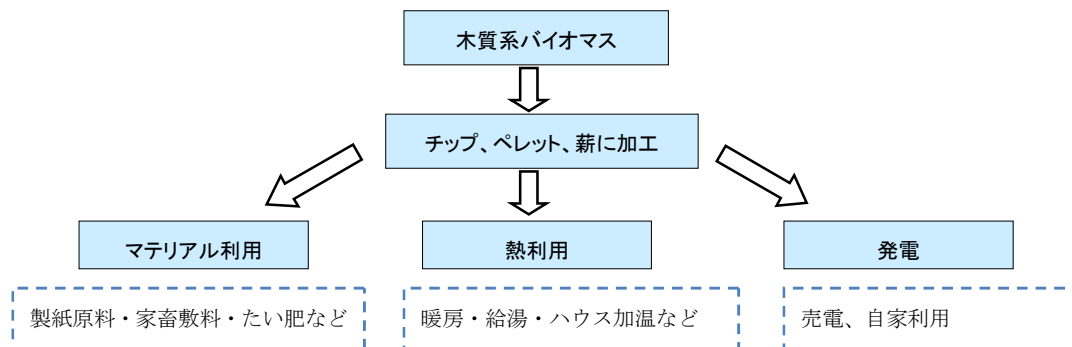 木質系バイオマス
チップ、ペレット、薪に加工
マテリアル利用
熱利用
発電
製紙原料・家畜敷料・たい肥など
暖房・給湯・ハウス加温など
売電、自家利用